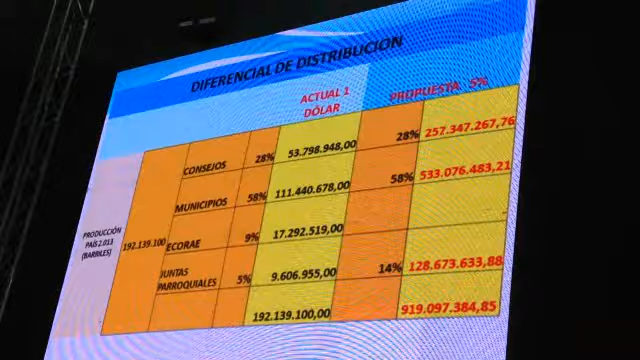 DIFERENCIAL DE DISTRIBUCION
ACTUAL 1
DÓLAR
PROPUESTA 5%
CONSEJOS 28% 53.798.948,00 28% 257.347.267,76
MUNICIPIOS 58% 111.440.678,00 58% 533.076.483,21
PRODUCCIÓN
PAÍS 2.013
(BARRILES)
192.139.100
ECORAE 9% 17.292.519,00
JUNTAS
PARROQUIALES 5% 9.606.955,00 14% 128.673.633,88
192.139.100,00 919.097.384,85